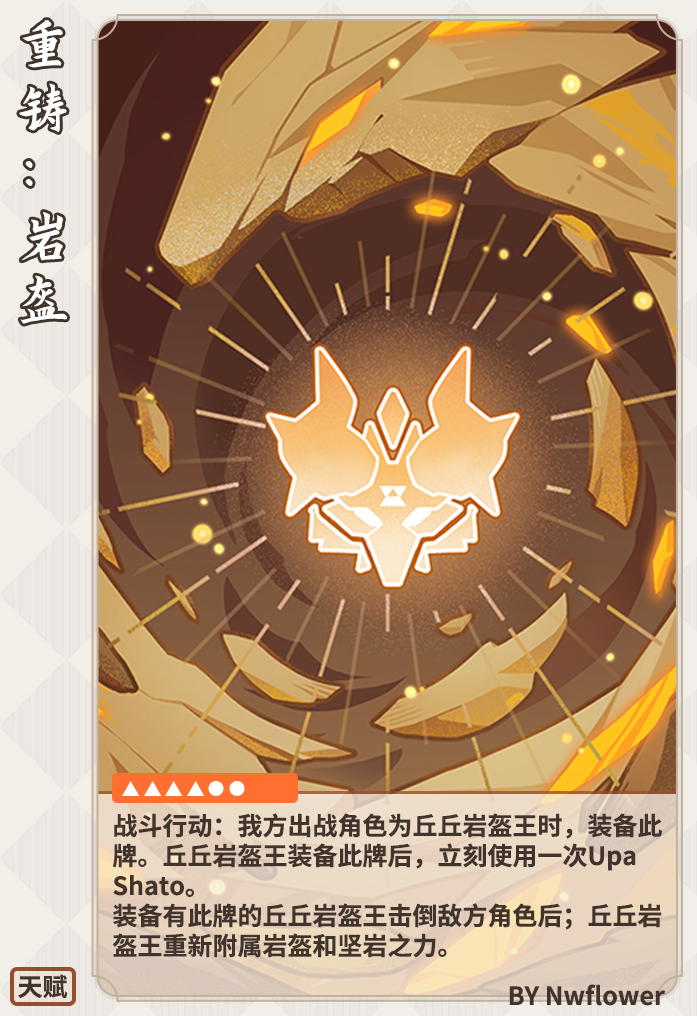 重铸：岩盔
▲▲▲▲●●
战斗行动：我方出战角色为丘丘岩盔王时，装备此
牌。丘丘岩盔王装备此牌后，立刻使用一次Upa
Shato。
装备有此牌的丘丘岩盔王击倒敌方角色后；丘丘岩
盔王重新附属岩盔和坚岩之力。
天赋
BY Nwflower